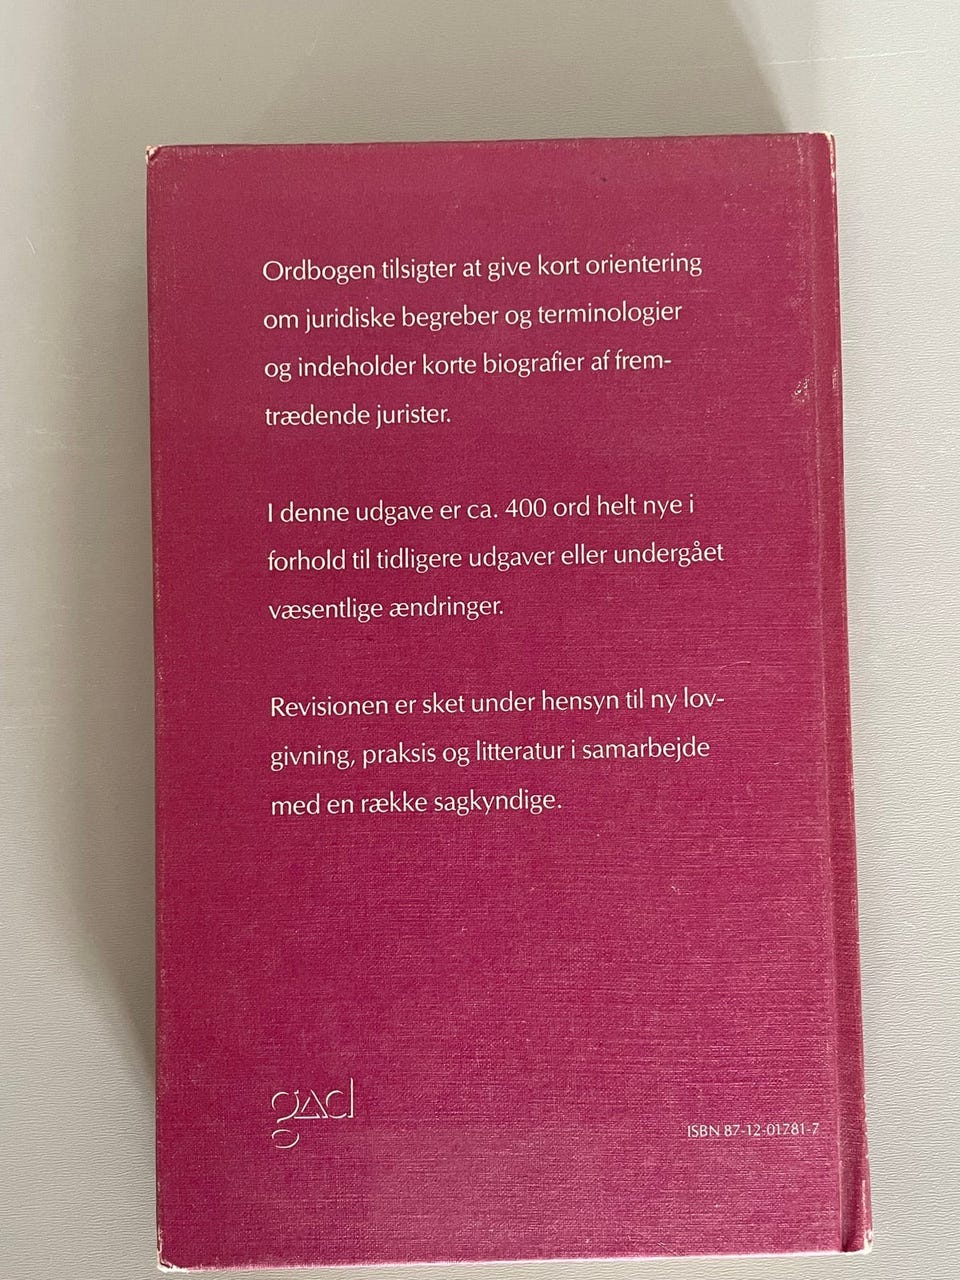 Ordbogen tilsigter at give kort orientering
om juridiske begreber og terminologier
og indeholder korte biografier af frem-
trædende jurister.
I denne udgave er ca. 400 ord helt nye i
forhold til tidligere udgaver eller undergået
væsentlige ændringer.
Revisionen er sket under hensyn til ny lov-
givning, praksis og litteratur i samarbejde
med en række sagkyndige.
gad
ISBN 87-12-01781-7